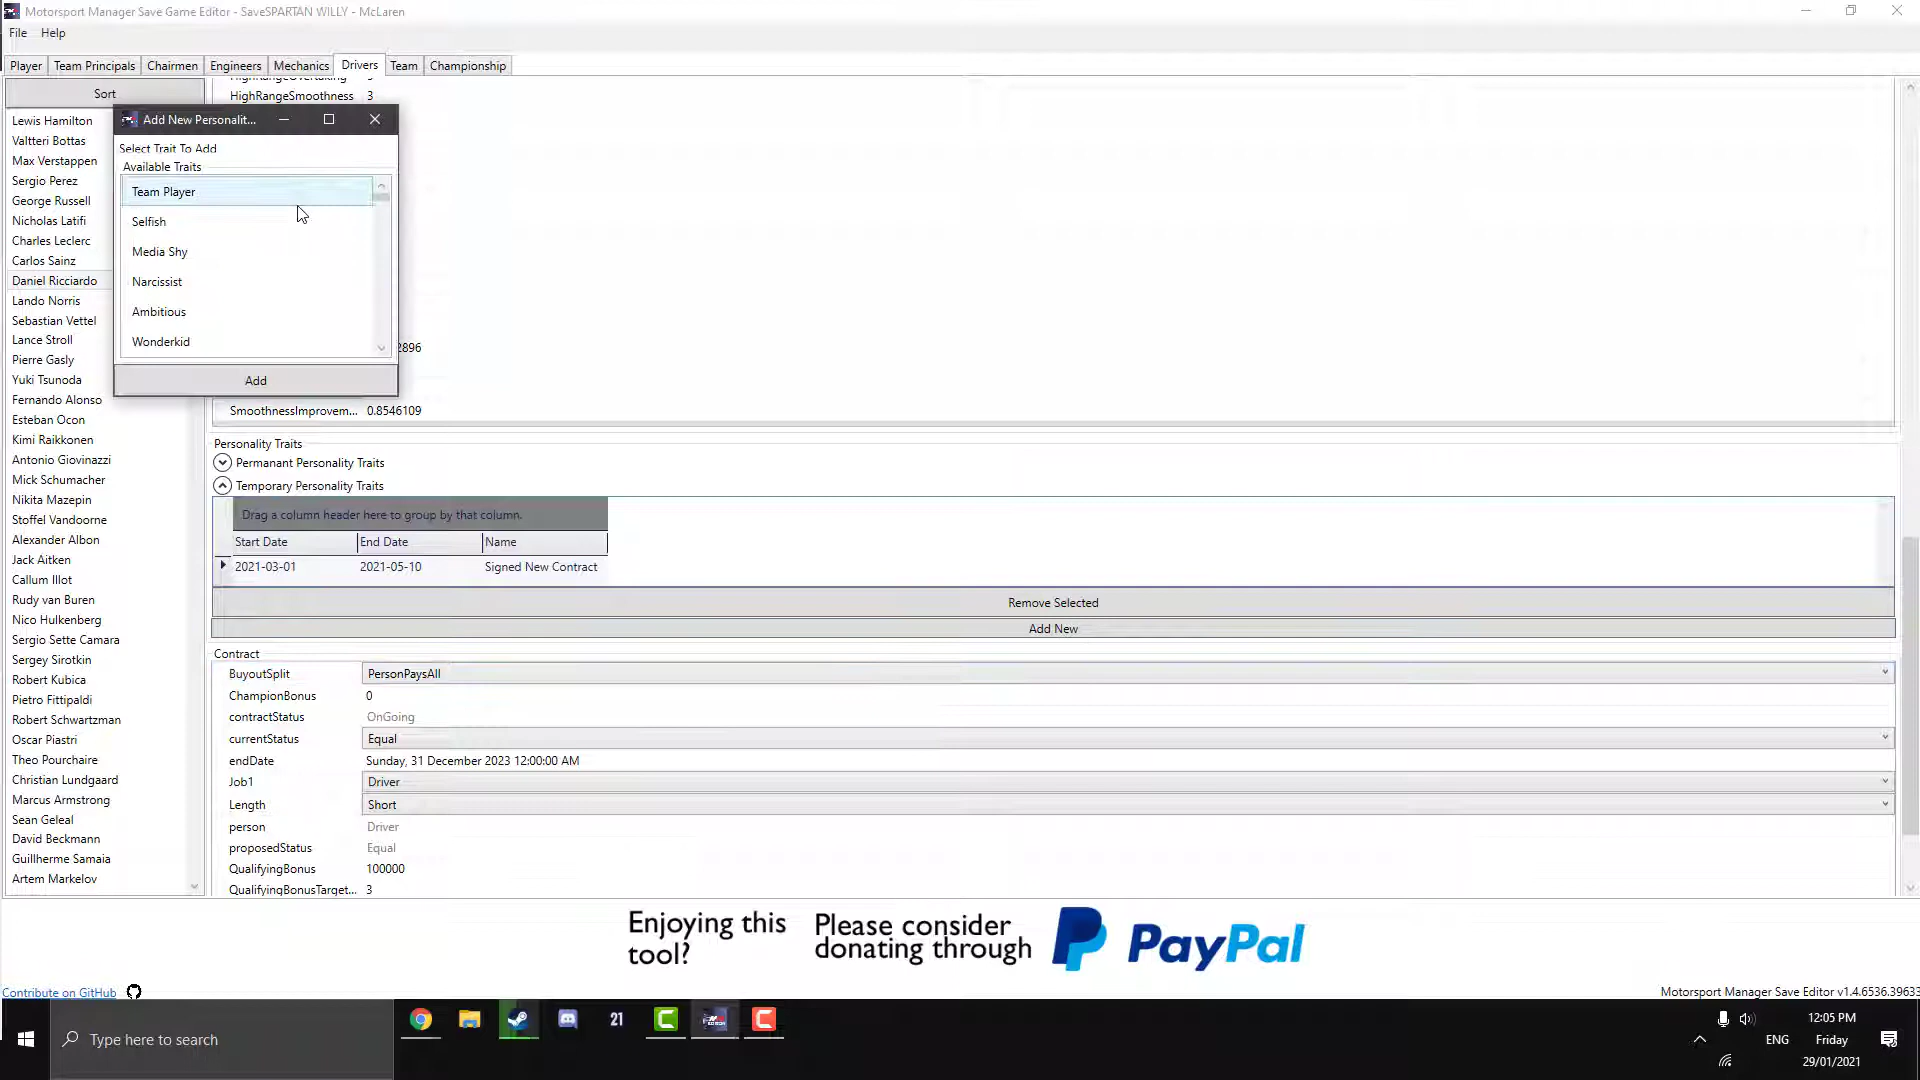 Motorsport Manager Save Game Editor - SaveSPARTAN WILLY - McLaren
File Help
Player Team Principals Chairmen Engineers Mechanics Drivers Team Championship
Sort
HighRangeOvertaking
HighRangeSmoothness 3
Lewis Hamilton
Valtteri Bottas
Max Verstappen
Sergio Perez
George Russell
Nicholas Latifi
Charles Leclerc
Carlos Sainz
Daniel Ricciardo
Lando Norris
Sebastian Vettel
Lance Stroll
Pierre Gasly
Yuki Tsunoda
Fernando Alonso
Esteban Ocon
Kimi Raikkonen
Antonio Giovinazzi
Mick Schumacher
Nikita Mazepin
Stoffel Vandoorne
Alexander Albon
Jack Aitken
Callum Illot
Rudy van Buren
Nico Hulkenberg
Sergio Sette Camara
Sergey Sirotkin
Robert Kubica
Pietro Fittipaldi
Robert Schwartzman
Oscar Piastri
Theo Pourchaire
Christian Lundgaard
Marcus Armstrong
Sean Geleal
David Beckmann
Guilherme Samaia
Artem Markelov
Add New Personalit...
Select Trait To Add
Available Traits
Team Player
Selfish
Media Shy
Narcissist
Ambitious
Wonderkid
Add
2896
SmoothnessImprovem... 0.8546109
Personality Traits
Permanant Personality Traits
Temporary Personality Traits
Drag a column header here to group by that column.
Start Date End Date Name
2021-03-01 2021-05-10 Signed New Contract
Remove Selected
Add New
Contract
BuyoutSplit PersonPaysAll
ChampionBonus 0
contractStatus OnGoing
currentStatus Equal
endDate Sunday, 31 December 2023 12:00:00 AM
Job1 Driver
Length Short
person Driver
proposedStatus Equal
QualifyingBonus 100000
QualifyingBonusTarget... 3
Enjoying this
tool?
Please consider
donating through
PayPal
Contribute on GitHub
Motorsport Manager Save Editor v1.4.6536.39633
Type here to search
21
12:05 PM
ENG Friday
29/01/2021